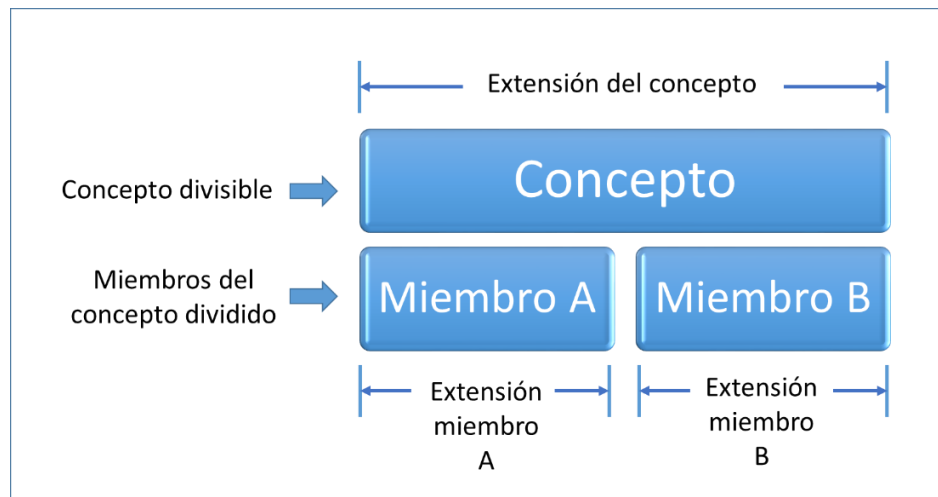 Extensión del concepto
Concepto divisible
Concepto
Miembros del
concepto dividido
Miembro A
Miembro B
Extensión
miembro
A
Extensión
miembro
B